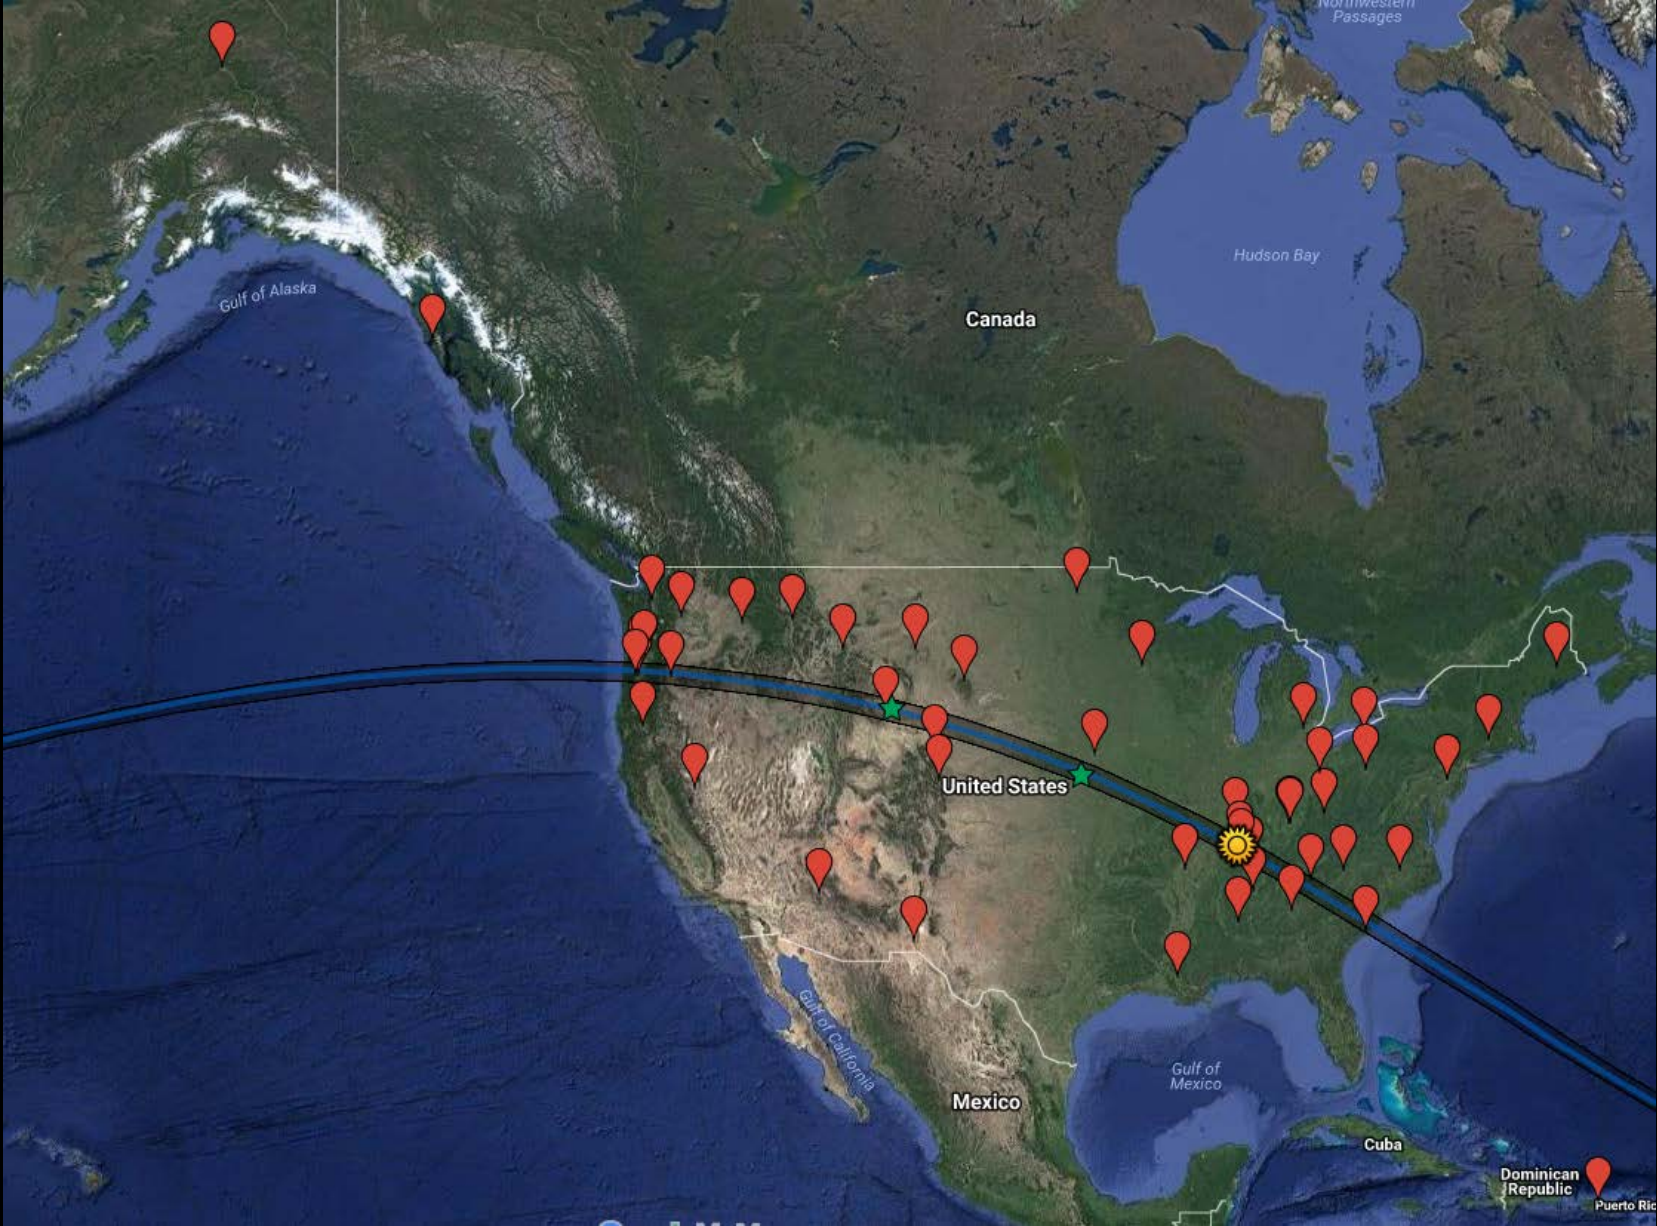 Northwestern
Passages
Hudson Bay
Gulf of Alaska
Canada
United States
Gulf of California
Gulf of
Mexico
Mexico
Cuba
Dominican
Republic
Puerto Ric